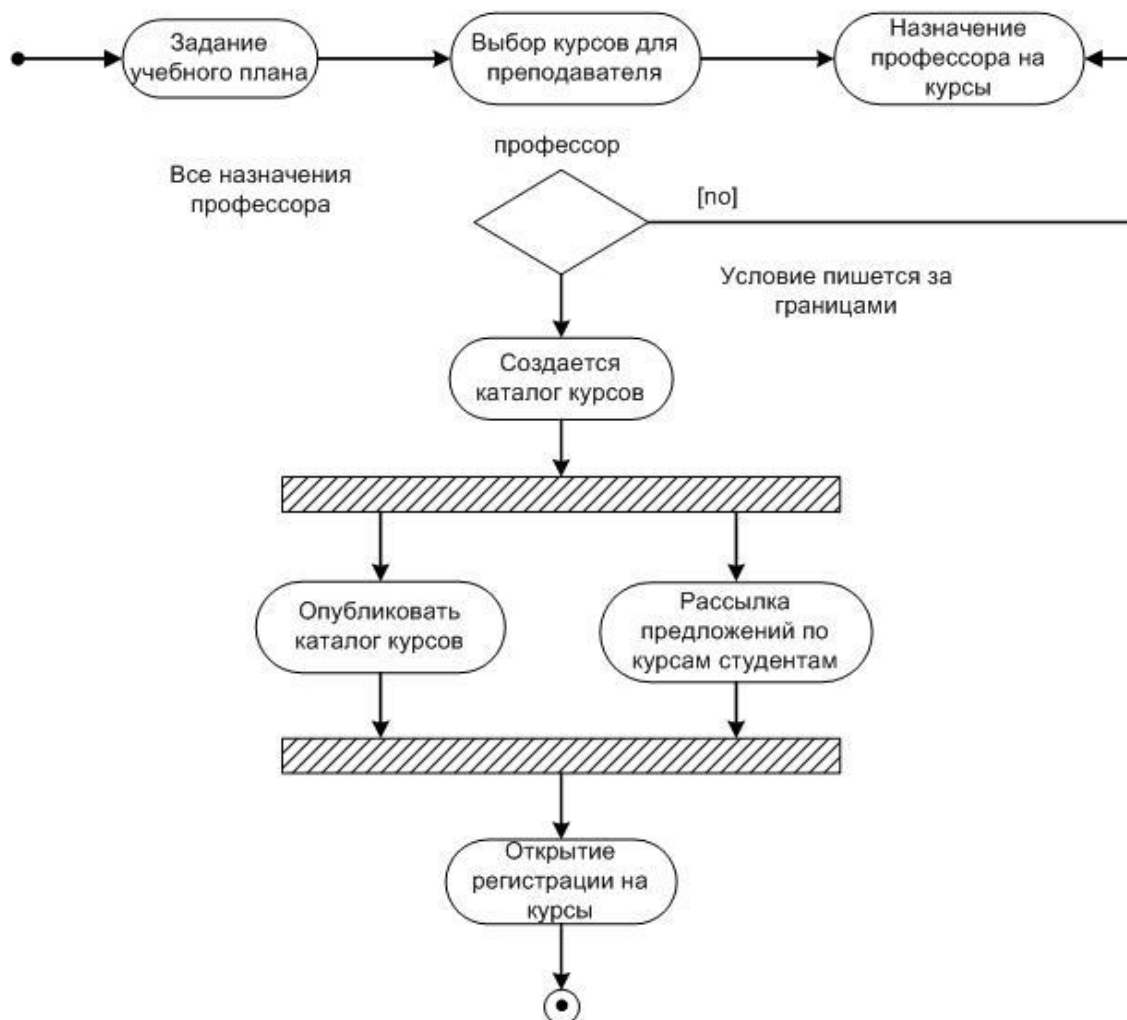 Задание
учебного плана
Выбор курсов для
преподавателя
Назначение
профессора на
курсы
профессор
Все назначения
профессора
[no]
Условие пишется за
границами
Создается
каталог курсов
Опубликовать
каталог курсов
Рассылка
предложений по
курсам студентам
Открытие
регистрации на
курсы